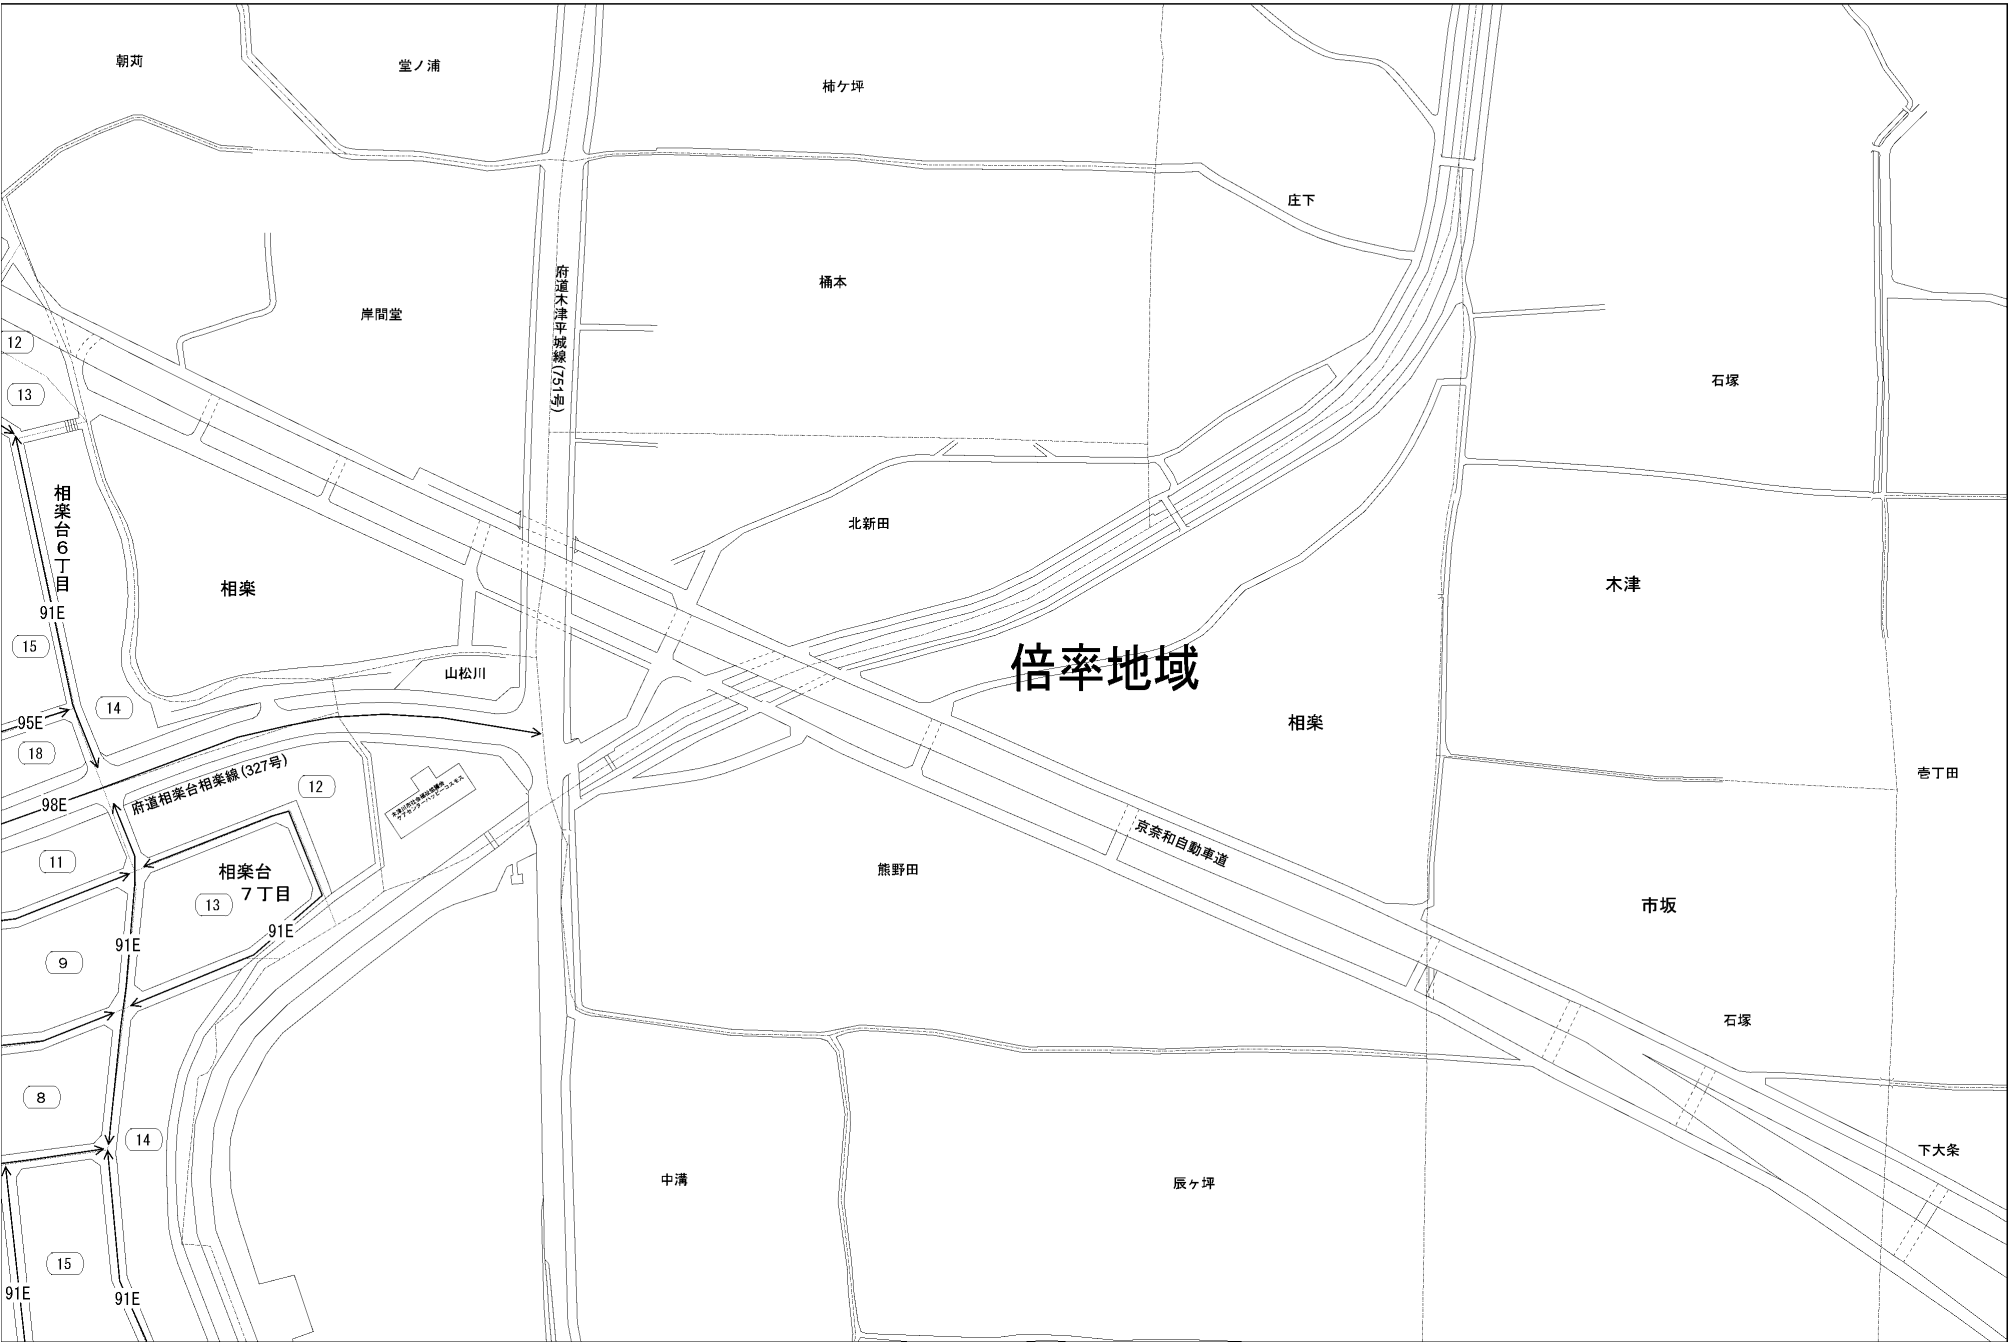 朝苅
堂ノ浦
柿ケ坪
庄下
府道木津平城線(751号)
桶本
岸間堂
12
13
石塚
相楽台6丁目
北新田
相楽
木津
91E
15
倍率地域
山松川
14
相楽
95E
18
府道相楽台相楽線(327号)
12
壱丁田
98E
京奈和自動車道
11
相楽台
7丁目
熊野田
13
市坂
91E
91E
9
石塚
8
14
下大条
中溝
辰ヶ坪
15
91E
91E